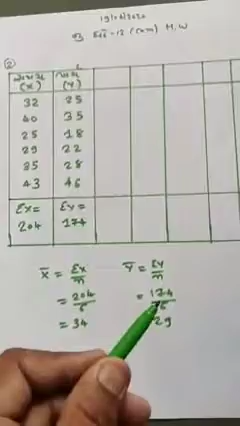 ②
(x) (y)
32 25
40 35
25 18
29 22
35 28
43 46
Σx= Σy=
204 174
x̄ = Σx/n ȳ = Σy/n
= 204/6 = 174/6
= 34 29